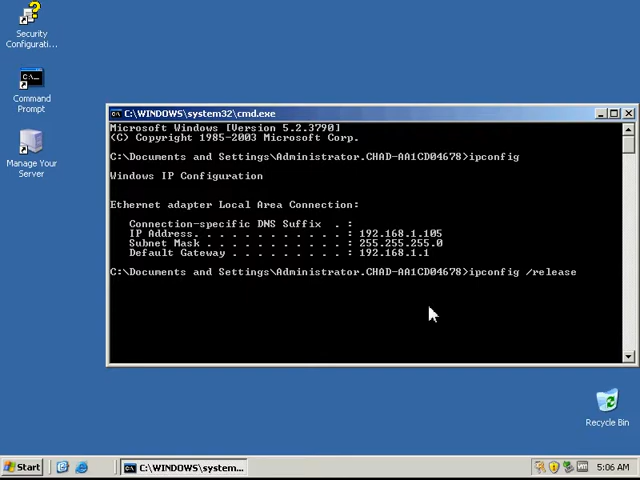 Security
Configurati...
Command
Prompt
Manage Your
Server
C:\WINDOWS\system32\cmd.exe
Microsoft Windows [Version 5.2.3790]
(C) Copyright 1985-2003 Microsoft Corp.
C:\Documents and Settings\Administrator.CHAD-AA1CD04678>ipconfig
Windows IP Configuration
Ethernet adapter Local Area Connection:
Connection-specific DNS Suffix  . :
IP Address. . . . . . . . . . . . : 192.168.1.105
Subnet Mask . . . . . . . . . . . : 255.255.255.0
Default Gateway . . . . . . . . . : 192.168.1.1
C:\Documents and Settings\Administrator.CHAD-AA1CD04678>ipconfig /release
Recycle Bin
Start
C:\WINDOWS\system...
5:06 AM